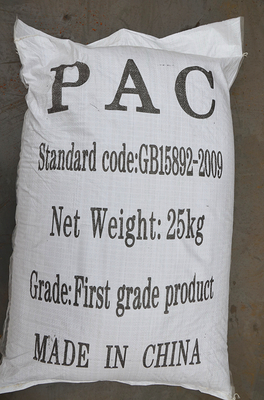 PAC
Standard code:GB15892-2009
Net Weight: 25kg
Grade:First grade product
MADE IN CHINA